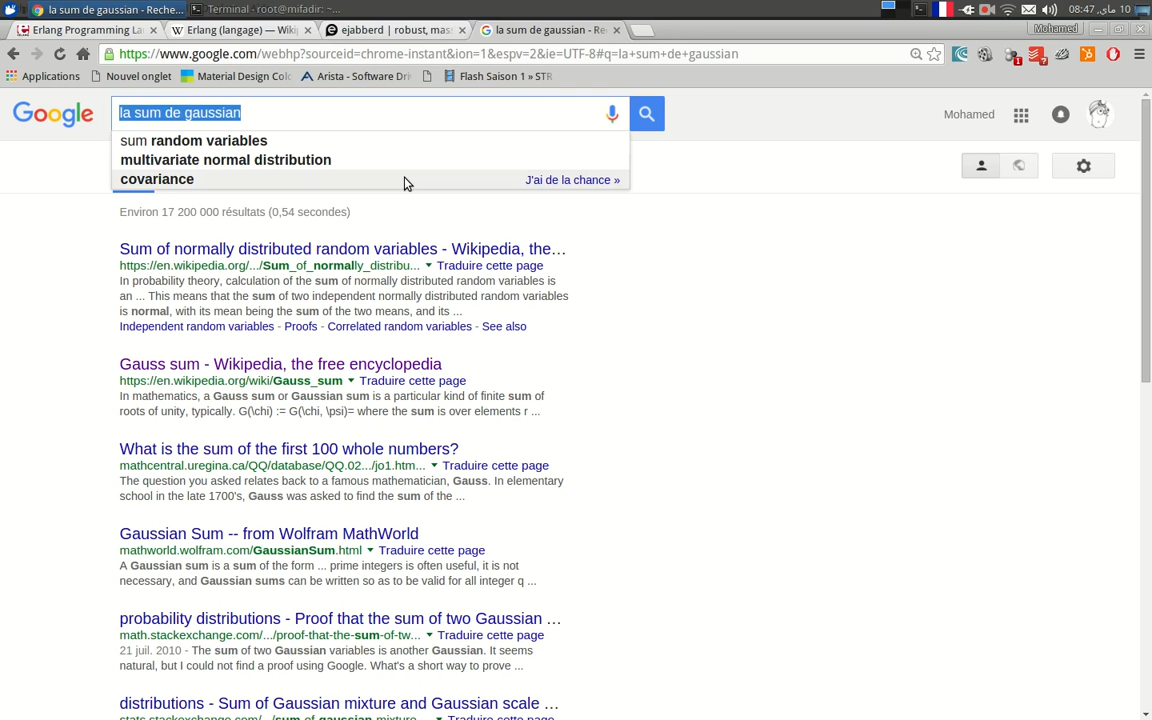 la sum de gaussian - Reche... Terminal - root@mifadir: ~... 10 ماي, 08:47
Erlang Programming La Erlang (langage) — Wiki ejabberd | robust, mass la sum de gaussian - Rec Mohamed
https://www.google.com/webhp?sourceid=chrome-instant&ion=1&espv=2&ie=UTF-8#q=la+sum+de+gaussian
Applications Nouvel onglet Material Design Colo Arista - Software Dri Flash Saison 1 » STR
Google la sum de gaussian Mohamed
sum random variables
multivariate normal distribution
covariance J'ai de la chance »
Environ 17 200 000 résultats (0,54 secondes)
Sum of normally distributed random variables - Wikipedia, the...
https://en.wikipedia.org/.../Sum_of_normally_distribu... Traduire cette page
In probability theory, calculation of the sum of normally distributed random variables is
an ... This means that the sum of two independent normally distributed random variables
is normal, with its mean being the sum of the two means, and its ...
Independent random variables - Proofs - Correlated random variables - See also
Gauss sum - Wikipedia, the free encyclopedia
https://en.wikipedia.org/wiki/Gauss_sum Traduire cette page
In mathematics, a Gauss sum or Gaussian sum is a particular kind of finite sum of
roots of unity, typically. G(\chi) := G(\chi, \psi)= where the sum is over elements r ...
What is the sum of the first 100 whole numbers?
mathcentral.uregina.ca/QQ/database/QQ.02.../jo1.htm... Traduire cette page
The question you asked relates back to a famous mathematician, Gauss. In elementary
school in the late 1700's, Gauss was asked to find the sum of the ...
Gaussian Sum -- from Wolfram MathWorld
mathworld.wolfram.com/GaussianSum.html Traduire cette page
A Gaussian sum is a sum of the form ... prime integers is often useful, it is not
necessary, and Gaussian sums can be written so as to be valid for all integer q ...
probability distributions - Proof that the sum of two Gaussian ...
math.stackexchange.com/.../proof-that-the-sum-of-tw... Traduire cette page
21 juil. 2010 - The sum of two Gaussian variables is another Gaussian. It seems
natural, but I could not find a proof using Google. What's a short way to prove ...
distributions - Sum of Gaussian mixture and Gaussian scale ...
stats.stackexchange.com/.../sum-of-gaussian-mixture... Traduire cette page